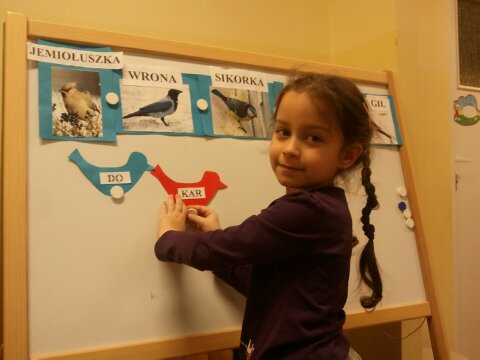 JEMIOŁUSZKA
WRONA
SIKORKA
GIL
DO
KAR